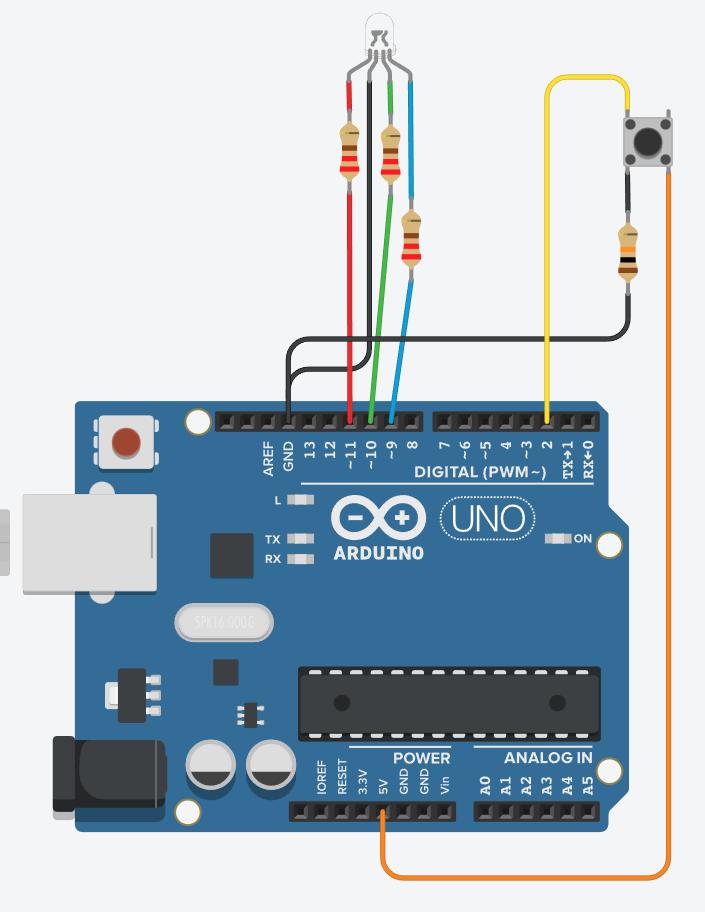 AREF
GND
13
12
~11
~10
~9
8
7
~6
~5
4
~3
2
TX→1
RX←0
DIGITAL (PWM~)
L
TX
RX
ARDUINO
UNO
ON
SPK16.000G
POWER
ANALOG IN
IOREF
RESET
3.3V
5V
GND
GND
Vin
A0
A1
A2
A3
A4
A5